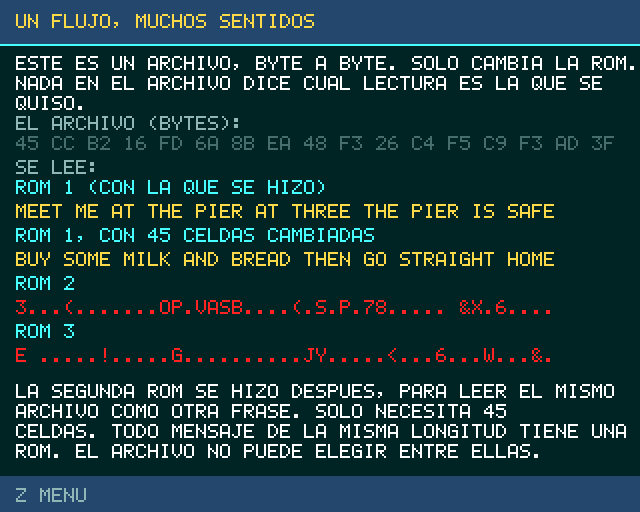 UN FLUJO, MUCHOS SENTIDOS
ESTE ES UN ARCHIVO, BYTE A BYTE. SOLO CAMBIA LA ROM.
NADA EN EL ARCHIVO DICE CUAL LECTURA ES LA QUE SE
QUISO.
EL ARCHIVO (BYTES):
45 CC B2 16 FD 6A 8B EA 48 F3 26 C4 F5 C9 F3 AD 3F
SE LEE:
ROM 1 (CON LA QUE SE HIZO)
MEET ME AT THE PIER AT THREE THE PIER IS SAFE
ROM 1, CON 45 CELDAS CAMBIADAS
BUY SOME MILK AND BREAD THEN GO STRAIGHT HOME
ROM 2
3...(.......OP.VASB....(.S.P.78..... &X.6....
ROM 3
E .....!.....G..........JY.....<...6...W...&.
LA SEGUNDA ROM SE HIZO DESPUES, PARA LEER EL MISMO
ARCHIVO COMO OTRA FRASE. SOLO NECESITA 45
CELDAS. TODO MENSAJE DE LA MISMA LONGITUD TIENE UNA
ROM. EL ARCHIVO NO PUEDE ELEGIR ENTRE ELLAS.
Z MENU